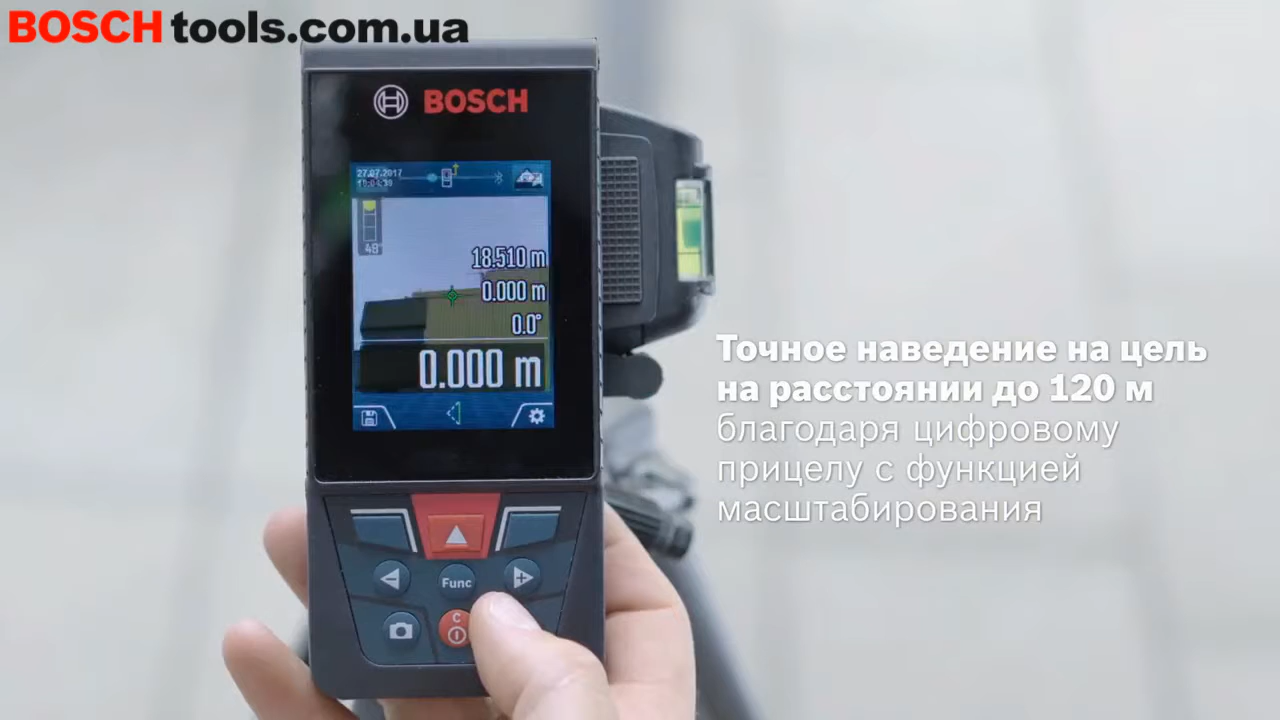 BOSCH tools.com.ua
BOSCH
27.07.2017
49°
18.510 m
0.000 m
0.0°
0.000 m
Точное наведение на цель
на расстоянии до 120 м
благодаря цифровому
прицелу с функцией
масштабирования
Func
C